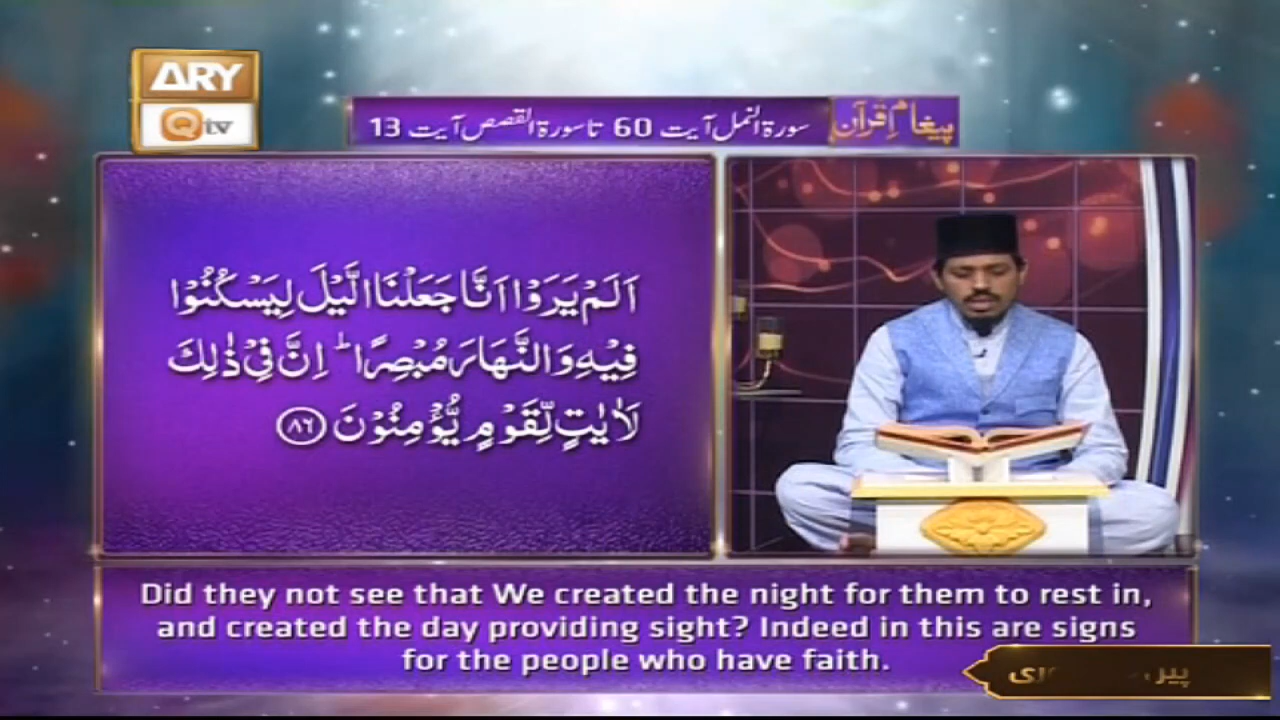 ARY
Qtv
پیغامِ قرآن
سورۃ النمل آیت 60 تا سورۃ القصص آیت 13
اَلَمْ یَرَوْا اَنَّا جَعَلْنَا الَّیْلَ لِیَسْكُنُوْا
فِیْهِ وَالنَّهَارَ مُبْصِرًا ؕ اِنَّ فِیْ ذٰلِكَ
لَاٰیٰتٍ لِّقَوْمٍ یُّؤْمِنُوْنَ ﴿۸۶﴾
Did they not see that We created the night for them to rest in,
and created the day providing sight? Indeed in this are signs
for the people who have faith.
پیر